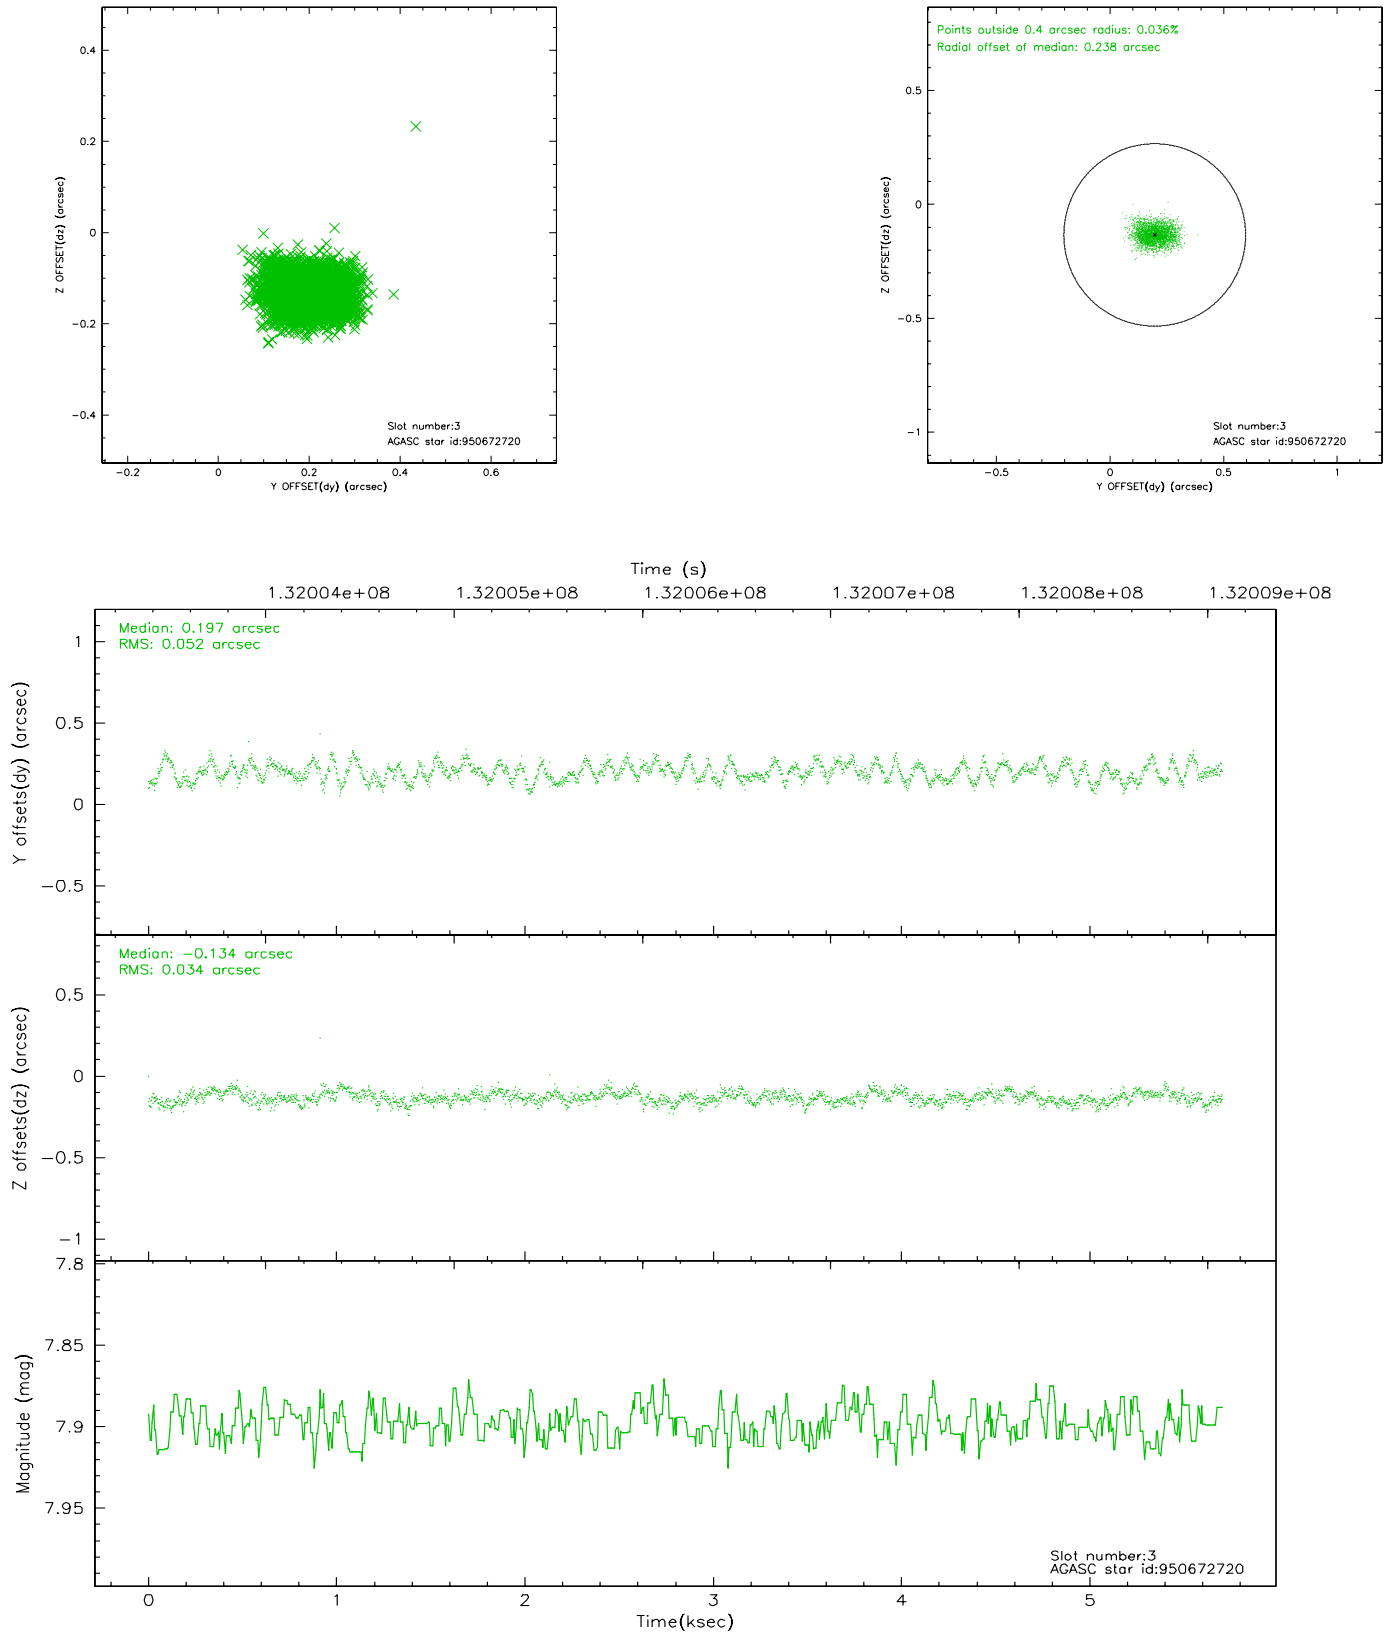 0.4
0.2
0
−0.2
−0.4
Z OFFSET(dz) (arcsec)
Slot number:3
AGASC star id:950672720
−0.2 0 0.2 0.4 0.6
Y OFFSET(dy) (arcsec)
Points outside 0.4 arcsec radius: 0.036%
Radial offset of median: 0.238 arcsec
0.5
0
−0.5
−1
Z OFFSET(dz) (arcsec)
Slot number:3
AGASC star id:950672720
−0.5 0 0.5 1
Y OFFSET(dy) (arcsec)
Time (s)
1.32004e+08 1.32005e+08 1.32006e+08 1.32007e+08 1.32008e+08 1.32009e+08
Median: 0.197 arcsec
RMS: 0.052 arcsec
1
0.5
0
−0.5
Y offsets(dy) (arcsec)
Median: −0.134 arcsec
RMS: 0.034 arcsec
0.5
0
−0.5
−1
Z offsets(dz) (arcsec)
7.8
7.85
7.9
7.95
Magnitude (mag)
Slot number:3
AGASC star id:950672720
0 1 2 3 4 5
Time(ksec)